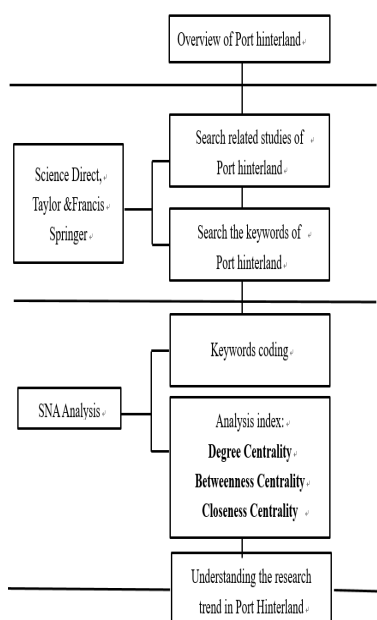 Overview of Port hinterland
Search related studies of
Port hinterland
Science Direct,
Taylor &Francis
Springer
Search the keywords of
Port hinterland
Keywords coding
SNA Analysis
Analysis index:
Degree Centrality
Betweenness Centrality
Closeness Centrality
Understanding the research
trend in Port Hinterland